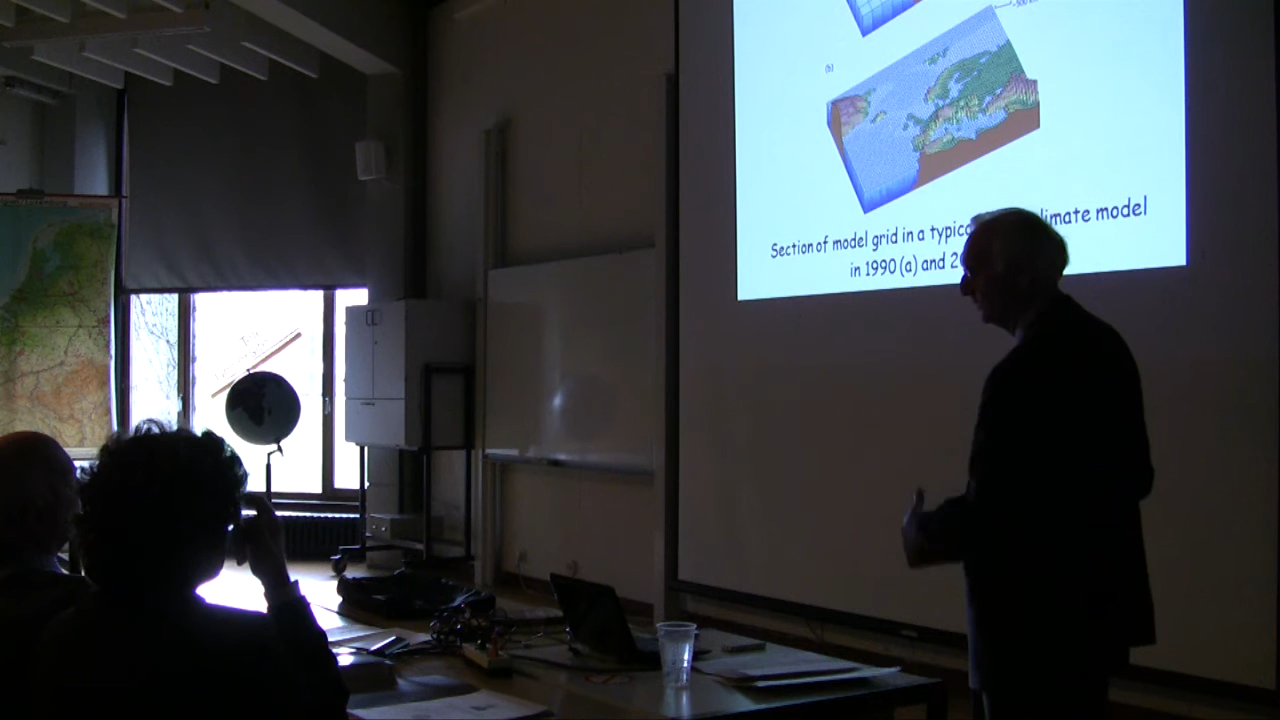 (b)
Section of model grid in a typic limate model
in 1990 (a) and 2